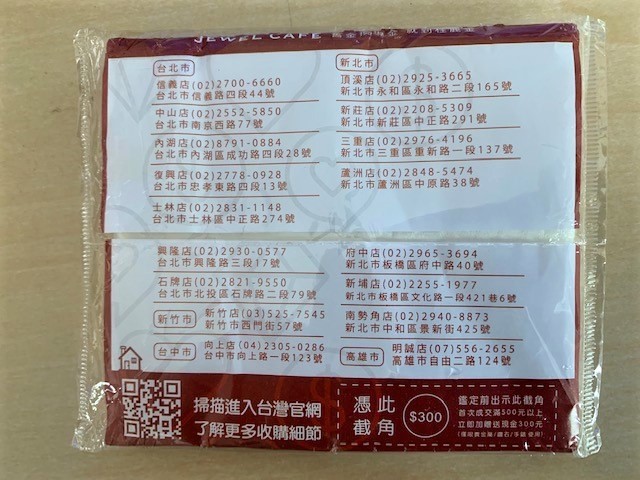 JEWEL CAFÉ
台北市
信義店(02)2700-6660
台北市信義路四段44號
中山店(02)2552-5850
台北市南京西路77號
內湖店(02)8791-0884
台北市內湖區成功路四段28號
復興店(02)2778-0928
台北市忠孝東路四段13號
士林店(02)2831-1148
台北市士林區中正路274號
興隆店(02)2930-0577
台北市興隆路三段17號
石牌店(02)2821-9550
台北市北投區石牌路二段79號
新竹市
新竹店(03)525-7545
新竹市西門街57號
台中市
向上店(04)2305-0286
台中市向上路一段123號
新北市
頂溪店(02)2925-3665
新北市永和區永和路二段165號
新莊店(02)2208-5309
新北市新莊區中正路291號
三重店(02)2976-4196
新北市三重區重新路一段137號
蘆洲店(02)2848-5474
新北市蘆洲區中原路38號
府中店(02)2965-3694
新北市板橋區府中路40號
新埔店(02)2255-1977
新北市板橋區文化路一段421巷6號
南勢角店(02)2940-8873
新北市中和區景新街425號
高雄市
明誠店(07)556-2655
高雄市自由二路124號
掃描進入台灣官網
了解更多收購細節
憑此
截角
$300
鑑定前出示此截角
首次成交滿500元以上
立即加贈送現金300元